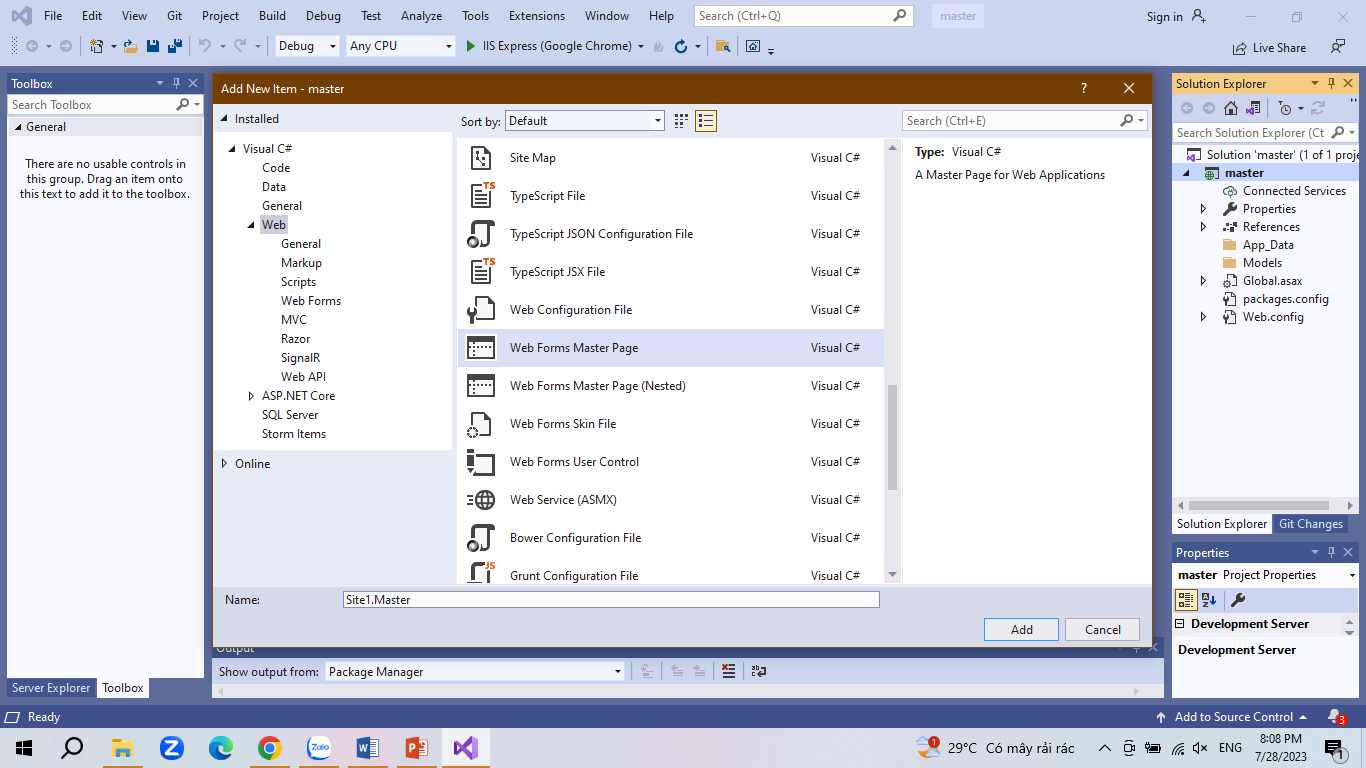 File Edit View Git Project Build Debug Test Analyze Tools Extensions Window Help Search (Ctrl+Q) master Sign in
Debug Any CPU IIS Express (Google Chrome) Live Share
Toolbox
Search Toolbox
General
There are no usable controls in
this group. Drag an item onto
this text to add it to the toolbox.
Server Explorer Toolbox
Add New Item - master ?
Installed
Visual C#
Code
Data
General
Web
General
Markup
Scripts
Web Forms
MVC
Razor
SignalR
Web API
ASP.NET Core
SQL Server
Storm Items
Online
Sort by: Default
Search (Ctrl+E)
Site Map Visual C#
TypeScript File Visual C#
TypeScript JSON Configuration File Visual C#
TypeScript JSX File Visual C#
Web Configuration File Visual C#
Web Forms Master Page Visual C#
Web Forms Master Page (Nested) Visual C#
Web Forms Skin File Visual C#
Web Forms User Control Visual C#
Web Service (ASMX) Visual C#
Bower Configuration File Visual C#
Grunt Configuration File Visual C#
Type: Visual C#
A Master Page for Web Applications
Name: Site1.Master
Add Cancel
Output
Show output from: Package Manager
Solution Explorer
Search Solution Explorer (Ct
Solution 'master' (1 of 1 proje
master
Connected Services
Properties
References
App_Data
Models
Global.asax
packages.config
Web.config
Solution Explorer Git Changes
Properties
master Project Properties
Development Server
Development Server
Ready Add to Source Control 3
Zalo 1 29°C Có mây rải rác ENG 8:08 PM
7/28/2023 1